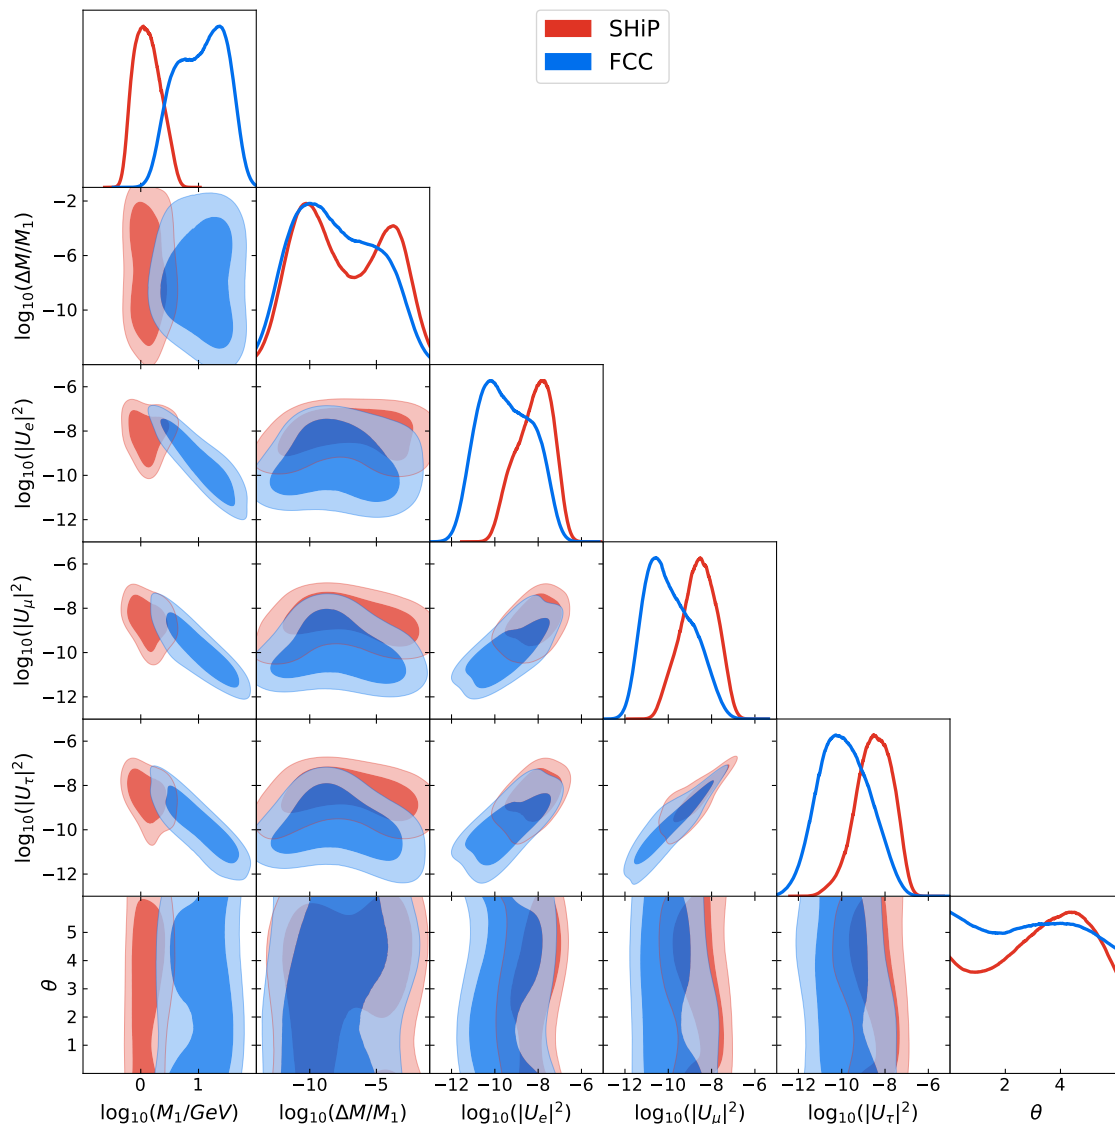 SHiP
FCC
−2
−6
−10
log₁₀(ΔM/M₁)
−6
−8
−10
−12
log₁₀(|Uₑ|²)
−6
−8
−10
−12
log₁₀(|U_μ|²)
−6
−8
−10
−12
log₁₀(|U_τ|²)
5
4
3
2
1
θ
0 1 −10 −5 −12 −10 −8 −6 −12 −10 −8 −6 −12 −10 −8 −6 2 4
log₁₀(M₁/GeV) log₁₀(ΔM/M₁) log₁₀(|Uₑ|²) log₁₀(|U_μ|²) log₁₀(|U_τ|²) θ